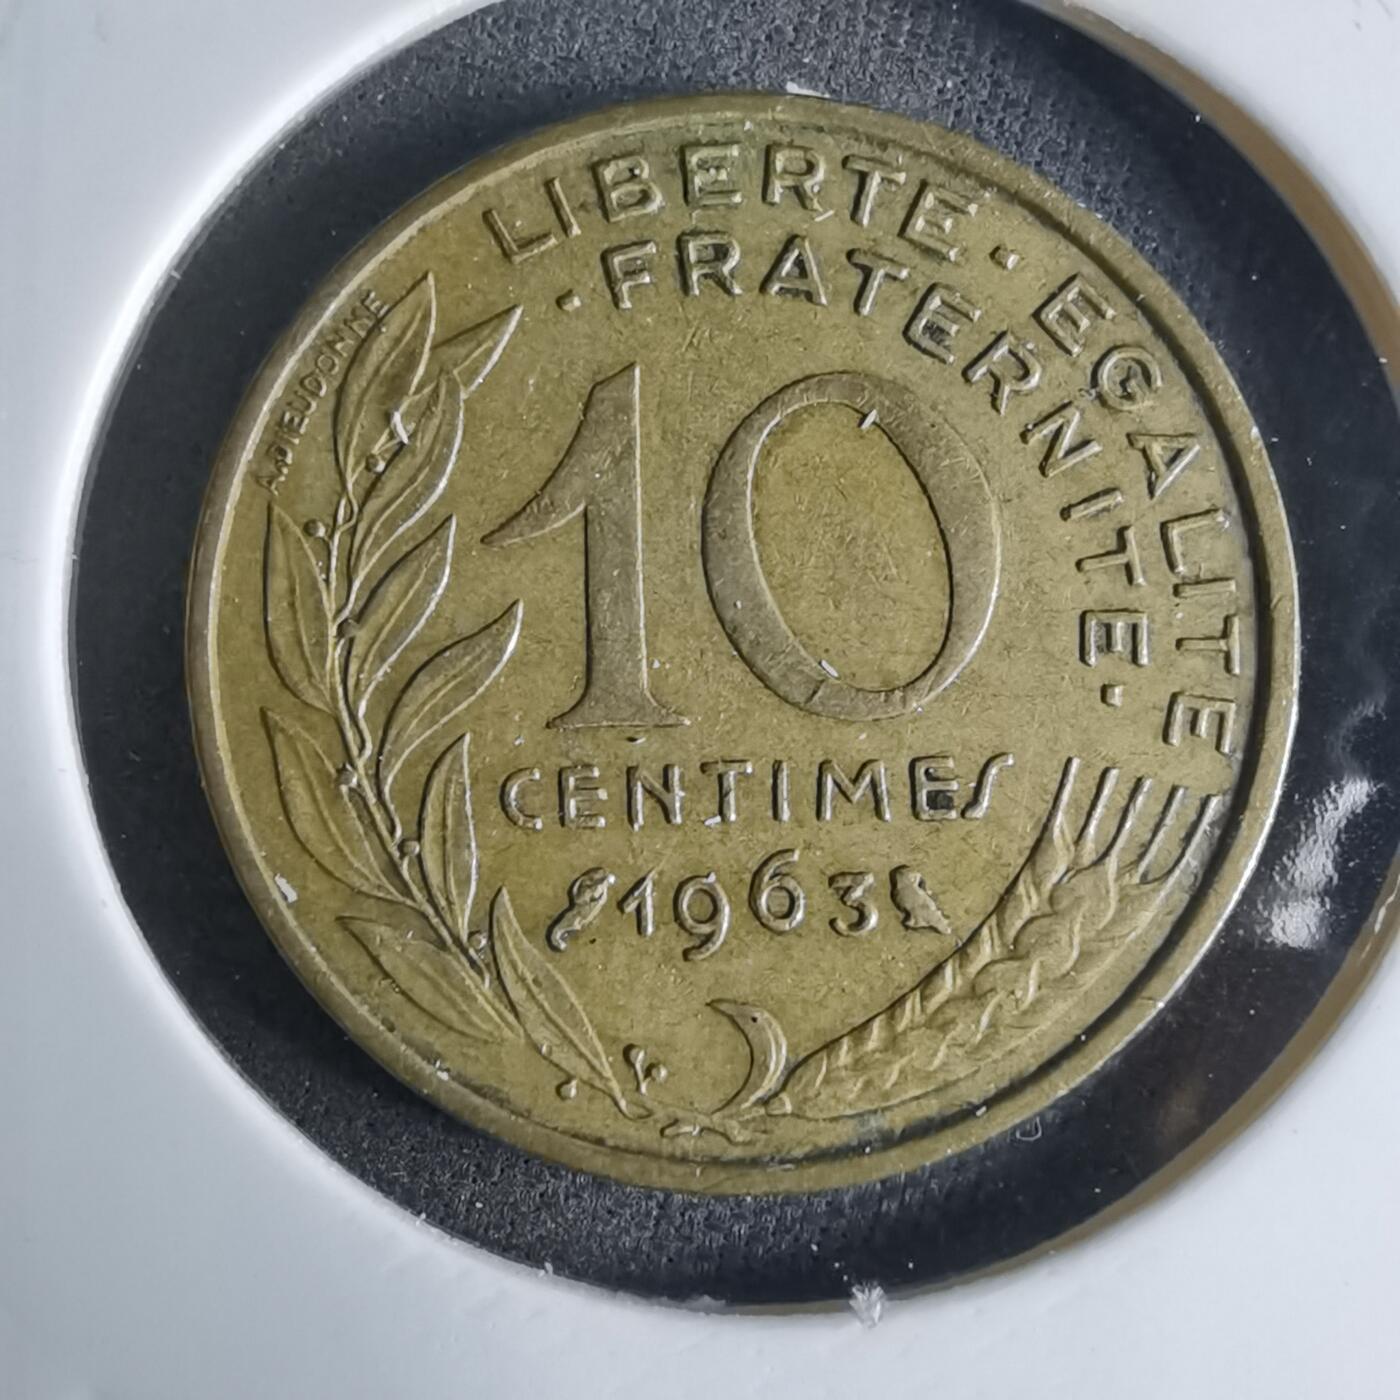 LIBERTE · EGALITE
· FRATERNITE ·
A.DIEUDONNE
10
CENTIMES
1963